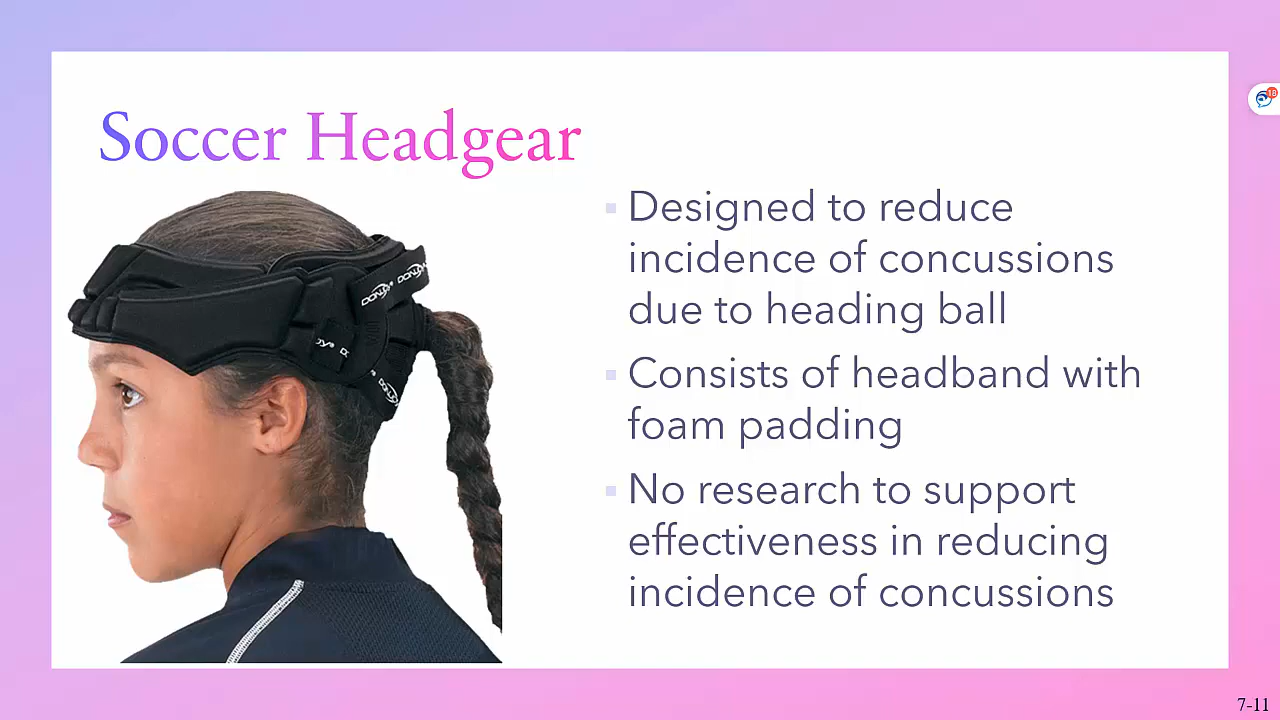 Soccer Headgear
Designed to reduce
incidence of concussions
due to heading ball
Consists of headband with
foam padding
No research to support
effectiveness in reducing
incidence of concussions
DONJOY
7-11